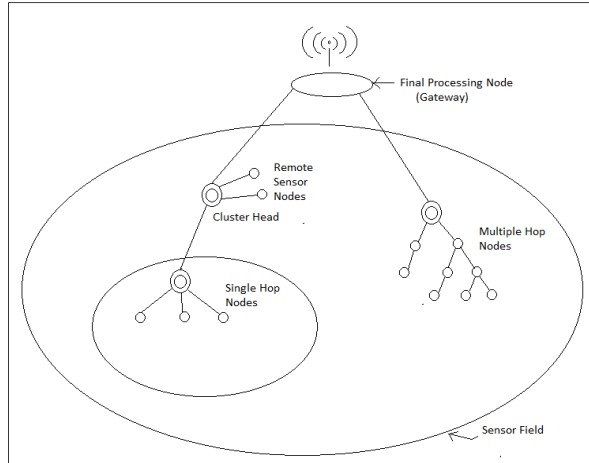 Final Processing Node
(Gateway)
Remote
Sensor
Nodes
Cluster Head
Multiple Hop
Nodes
Single Hop
Nodes
Sensor Field